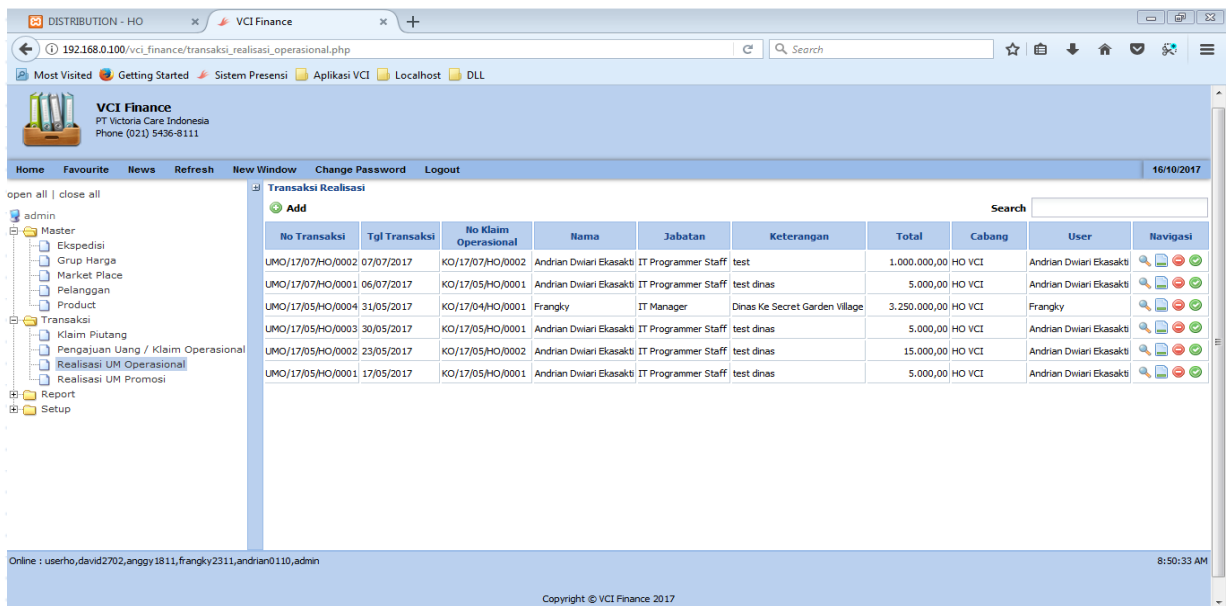 DISTRIBUTION - HO
VCI Finance
192.168.0.100/vci_finance/transaksi_realisasi_operasional.php
Search
Most Visited Getting Started Sistem Presensi Aplikasi VCI Localhost DLL
VCI Finance
PT Victoria Care Indonesia
Phone (021) 5436-8111
Home Favourite News Refresh New Window Change Password Logout 16/10/2017
open all | close all
admin
Master
Ekspedisi
Grup Harga
Market Place
Pelanggan
Product
Transaksi
Klaim Piutang
Pengajuan Uang / Klaim Operasional
Realisasi UM Operasional
Realisasi UM Promosi
Report
Setup
Transaksi Realisasi
Add Search
No Transaksi Tgl Transaksi No Klaim Operasional Nama Jabatan Keterangan Total Cabang User Navigasi
UMO/17/07/HO/0002 07/07/2017 KO/17/07/HO/0002 Andrian Dwiari Ekasakti IT Programmer Staff test 1.000.000,00 HO VCI Andrian Dwiari Ekasakti
UMO/17/07/HO/0001 06/07/2017 KO/17/05/HO/0001 Andrian Dwiari Ekasakti IT Programmer Staff test dinas 5.000,00 HO VCI Andrian Dwiari Ekasakti
UMO/17/05/HO/0004 31/05/2017 KO/17/04/HO/0001 Frangky IT Manager Dinas Ke Secret Garden Village 3.250.000,00 HO VCI Frangky
UMO/17/05/HO/0003 30/05/2017 KO/17/05/HO/0001 Andrian Dwiari Ekasakti IT Programmer Staff test dinas 5.000,00 HO VCI Andrian Dwiari Ekasakti
UMO/17/05/HO/0002 23/05/2017 KO/17/05/HO/0002 Andrian Dwiari Ekasakti IT Programmer Staff test dinas 15.000,00 HO VCI Andrian Dwiari Ekasakti
UMO/17/05/HO/0001 17/05/2017 KO/17/05/HO/0001 Andrian Dwiari Ekasakti IT Programmer Staff test dinas 5.000,00 HO VCI Andrian Dwiari Ekasakti
Online : userho,david2702,anggy1811,frangky2311,andrian0110,admin 8:50:33 AM
Copyright © VCI Finance 2017